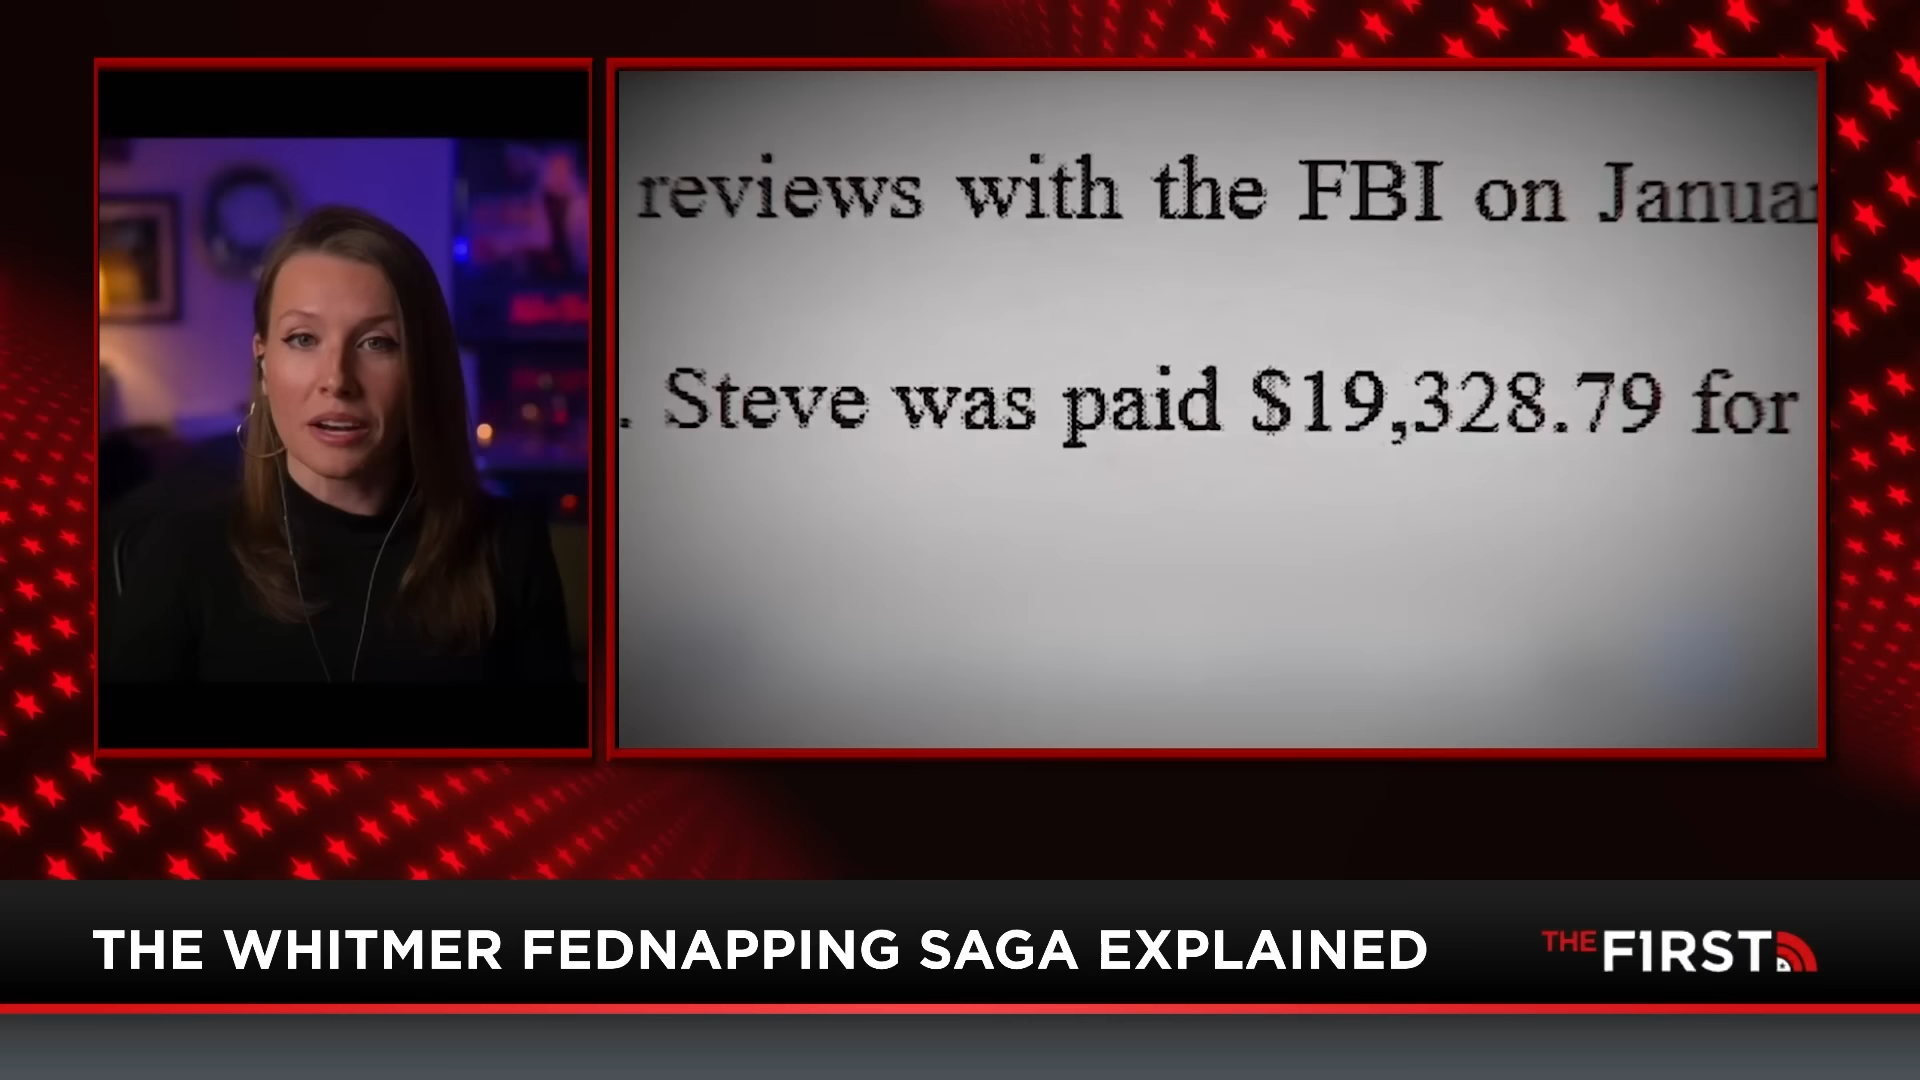 reviews with the FBI on Januar
. Steve was paid $19,328.79 for
THE WHITMER FEDNAPPING SAGA EXPLAINED
THE FIRST